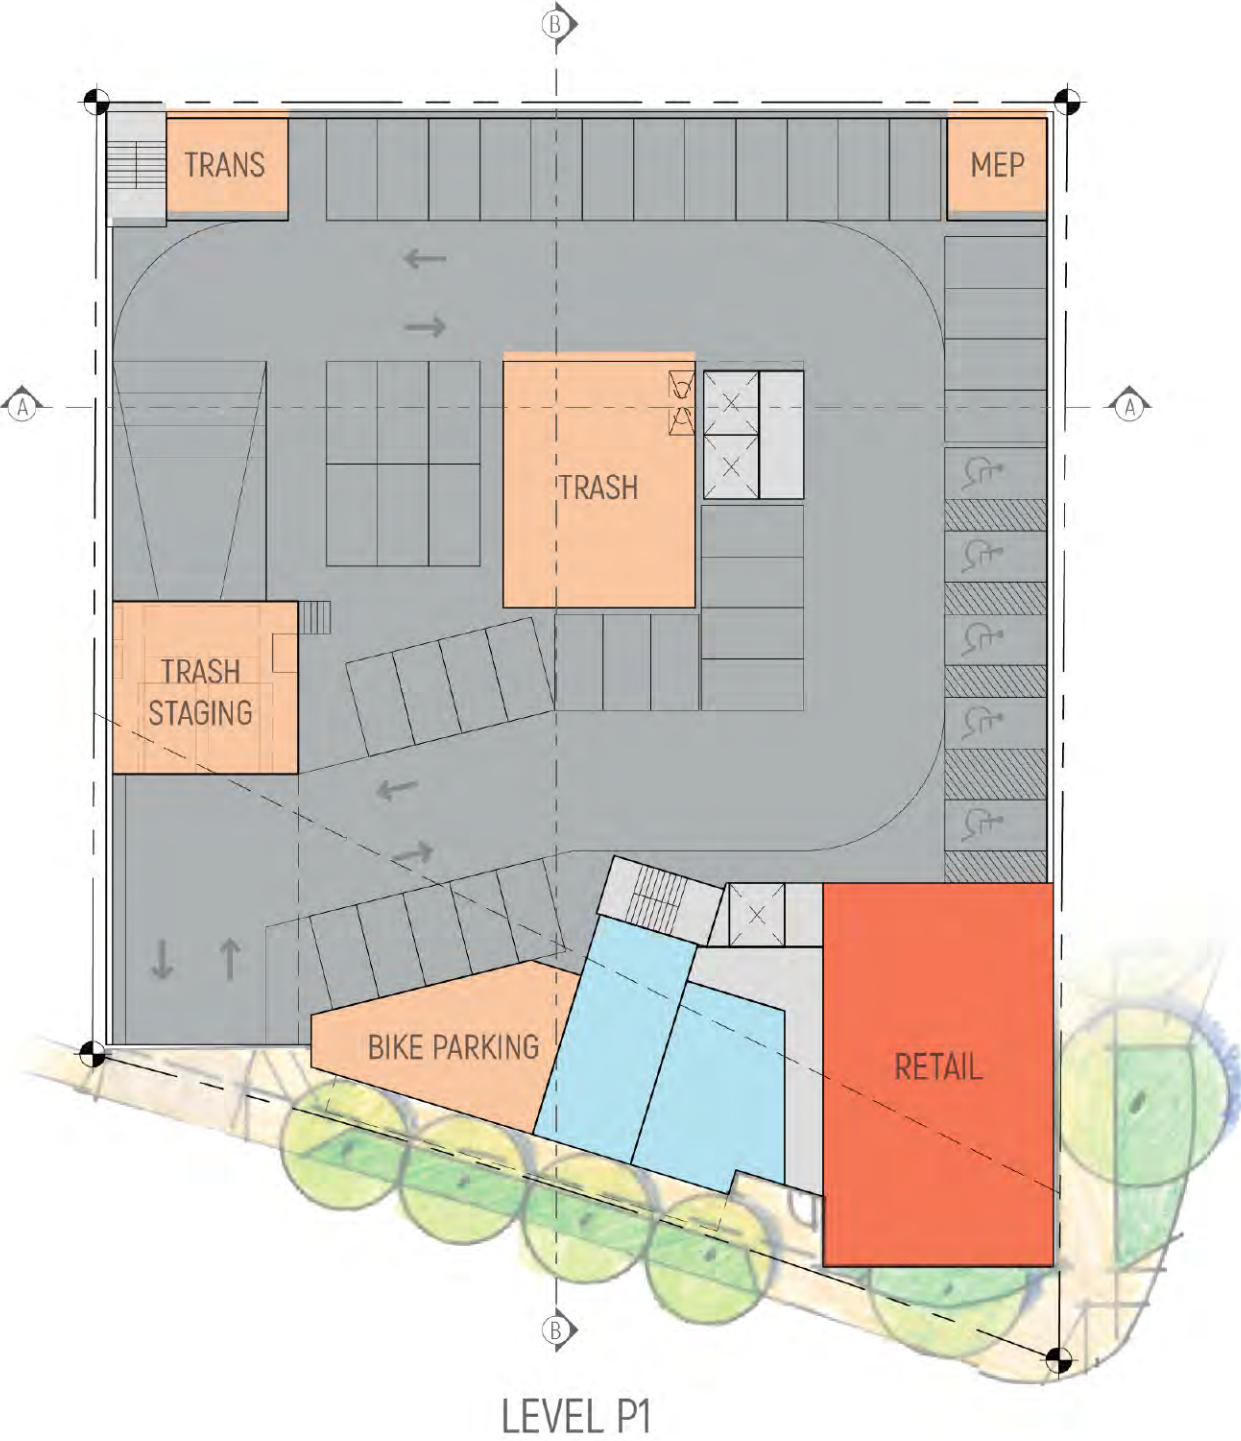 B
TRANS
MEP
A
A
TRASH
TRASH
STAGING
BIKE PARKING
RETAIL
B
LEVEL P1